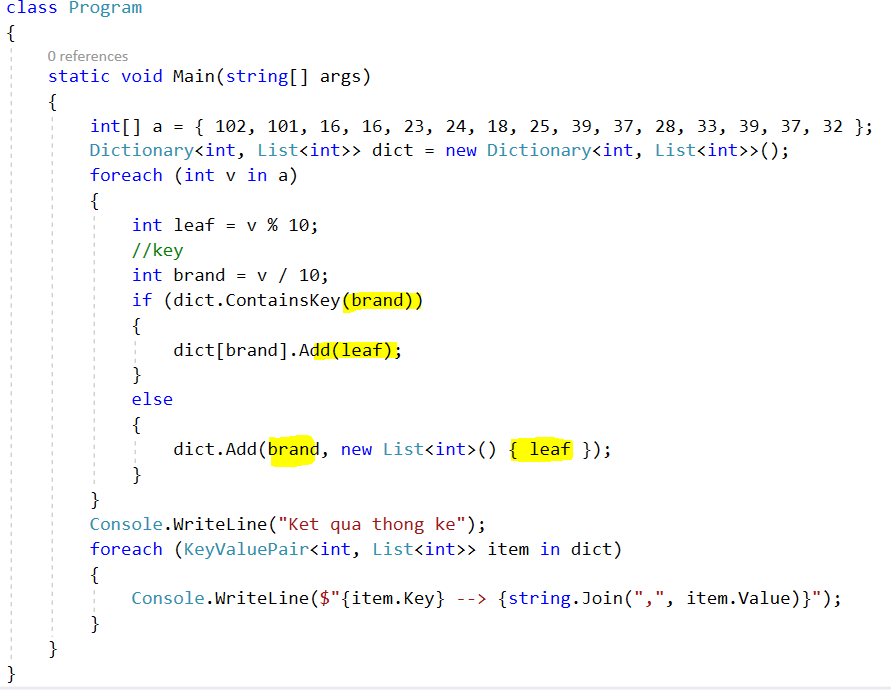 class Program
{
0 references
static void Main(string[] args)
{
int[] a = { 102, 101, 16, 16, 23, 24, 18, 25, 39, 37, 28, 33, 39, 37, 32 };
Dictionary<int, List<int>> dict = new Dictionary<int, List<int>>();
foreach (int v in a)
{
int leaf = v % 10;
//key
int brand = v / 10;
if (dict.ContainsKey(brand))
{
dict[brand].Add(leaf);
}
else
{
dict.Add(brand, new List<int>() { leaf });
}
}
Console.WriteLine("Ket qua thong ke");
foreach (KeyValuePair<int, List<int>> item in dict)
{
Console.WriteLine($"{item.Key} --> {string.Join(",", item.Value)}");
}
}
}